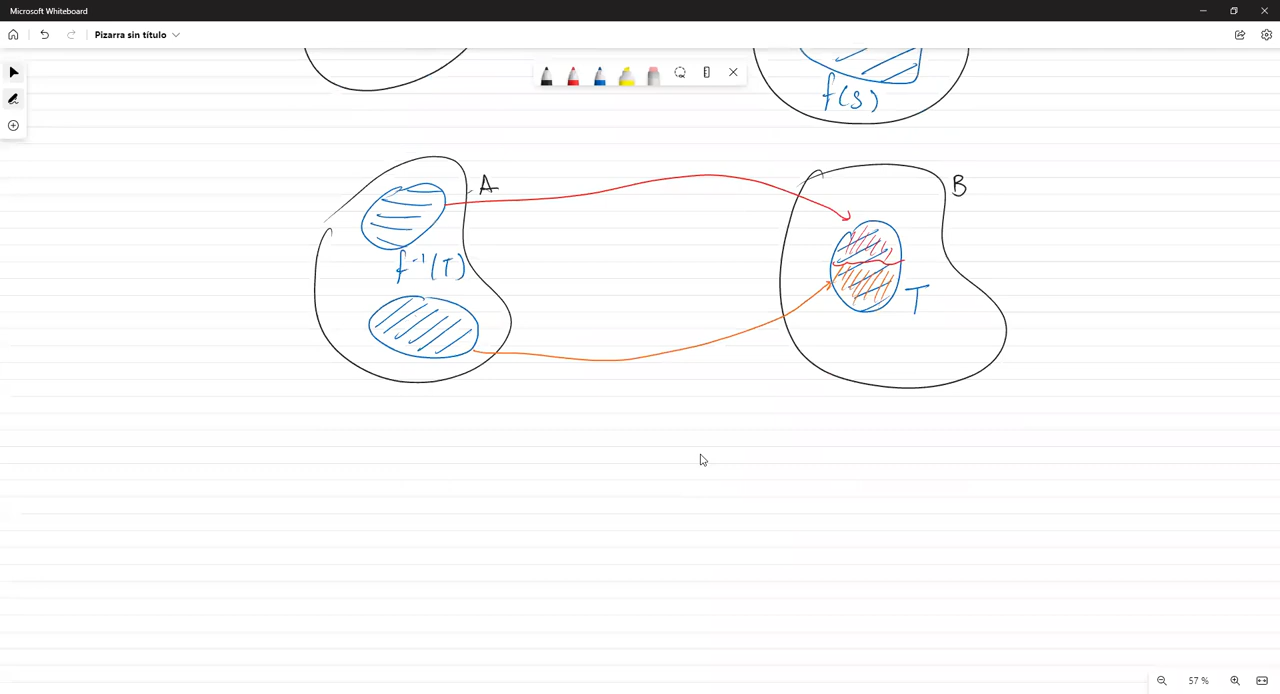 Microsoft Whiteboard
Pizarra sin título
f(S)
A
B
f⁻¹(T)
T
57 %